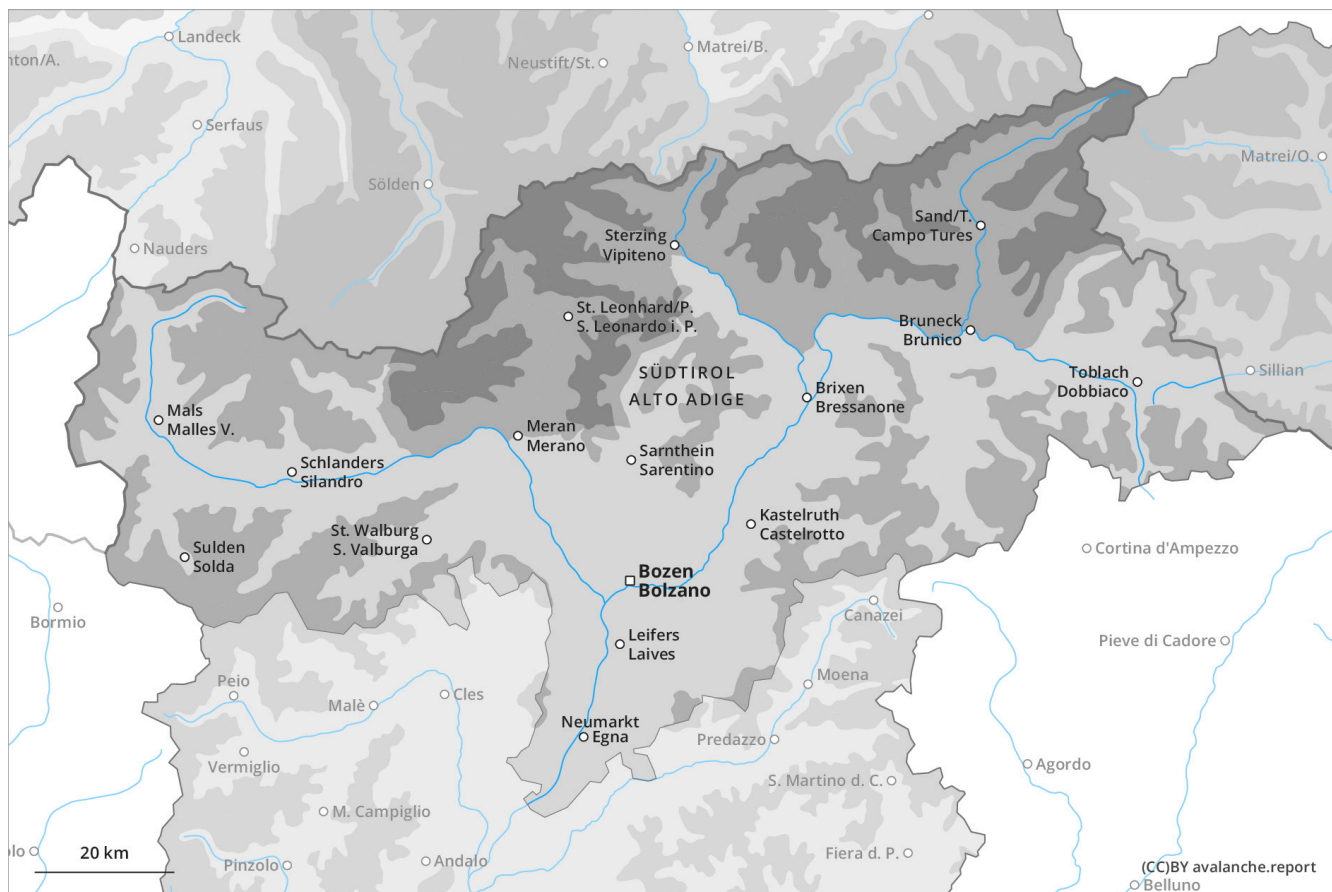 Landeck
nton/A.
Neustift/St.
Matrei/B.
Serfaus
Sölden
Matrei/O.
Nauders
Sand/T.
Campo Tures
Sterzing
Vipiteno
St. Leonhard/P.
S. Leonardo i. P.
Bruneck
Brunico
SÜDTIROL
ALTO ADIGE
Toblach
Dobbiaco
Sillian
Brixen
Bressanone
Mals
Malles V.
Meran
Merano
Sarnthein
Sarentino
Schlanders
Silandro
Kastelruth
Castelrotto
St. Walburg
S. Valburga
Sulden
Solda
Cortina d'Ampezzo
Bozen
Bolzano
Bormio
Canazei
Leifers
Laives
Pieve di Cadore
Peio
Malè
Cles
Moena
Neumarkt
Egna
Predazzo
Vermiglio
Agordo
S. Martino d. C.
M. Campiglio
olo
20 km
Pinzolo
Andalo
Fiera d. P.
(CC)BY avalanche.report
Belluno